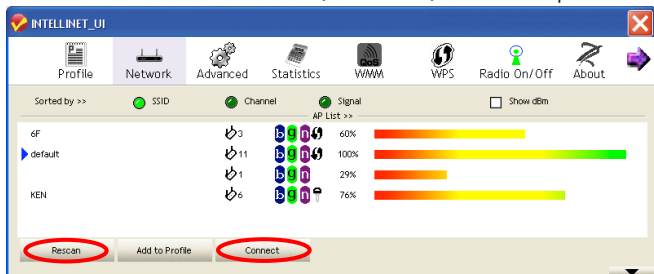 INTELLINET_UI
Profile Network Advanced Statistics QoS WMM WPS Radio On/Off About
Sorted by >> SSID Channel Signal Show dBm
AP List >>
6F 3 b g n 60%
default 11 b g n 100%
1 b g n 29%
KEN 6 b g n 76%
Rescan Add to Profile Connect